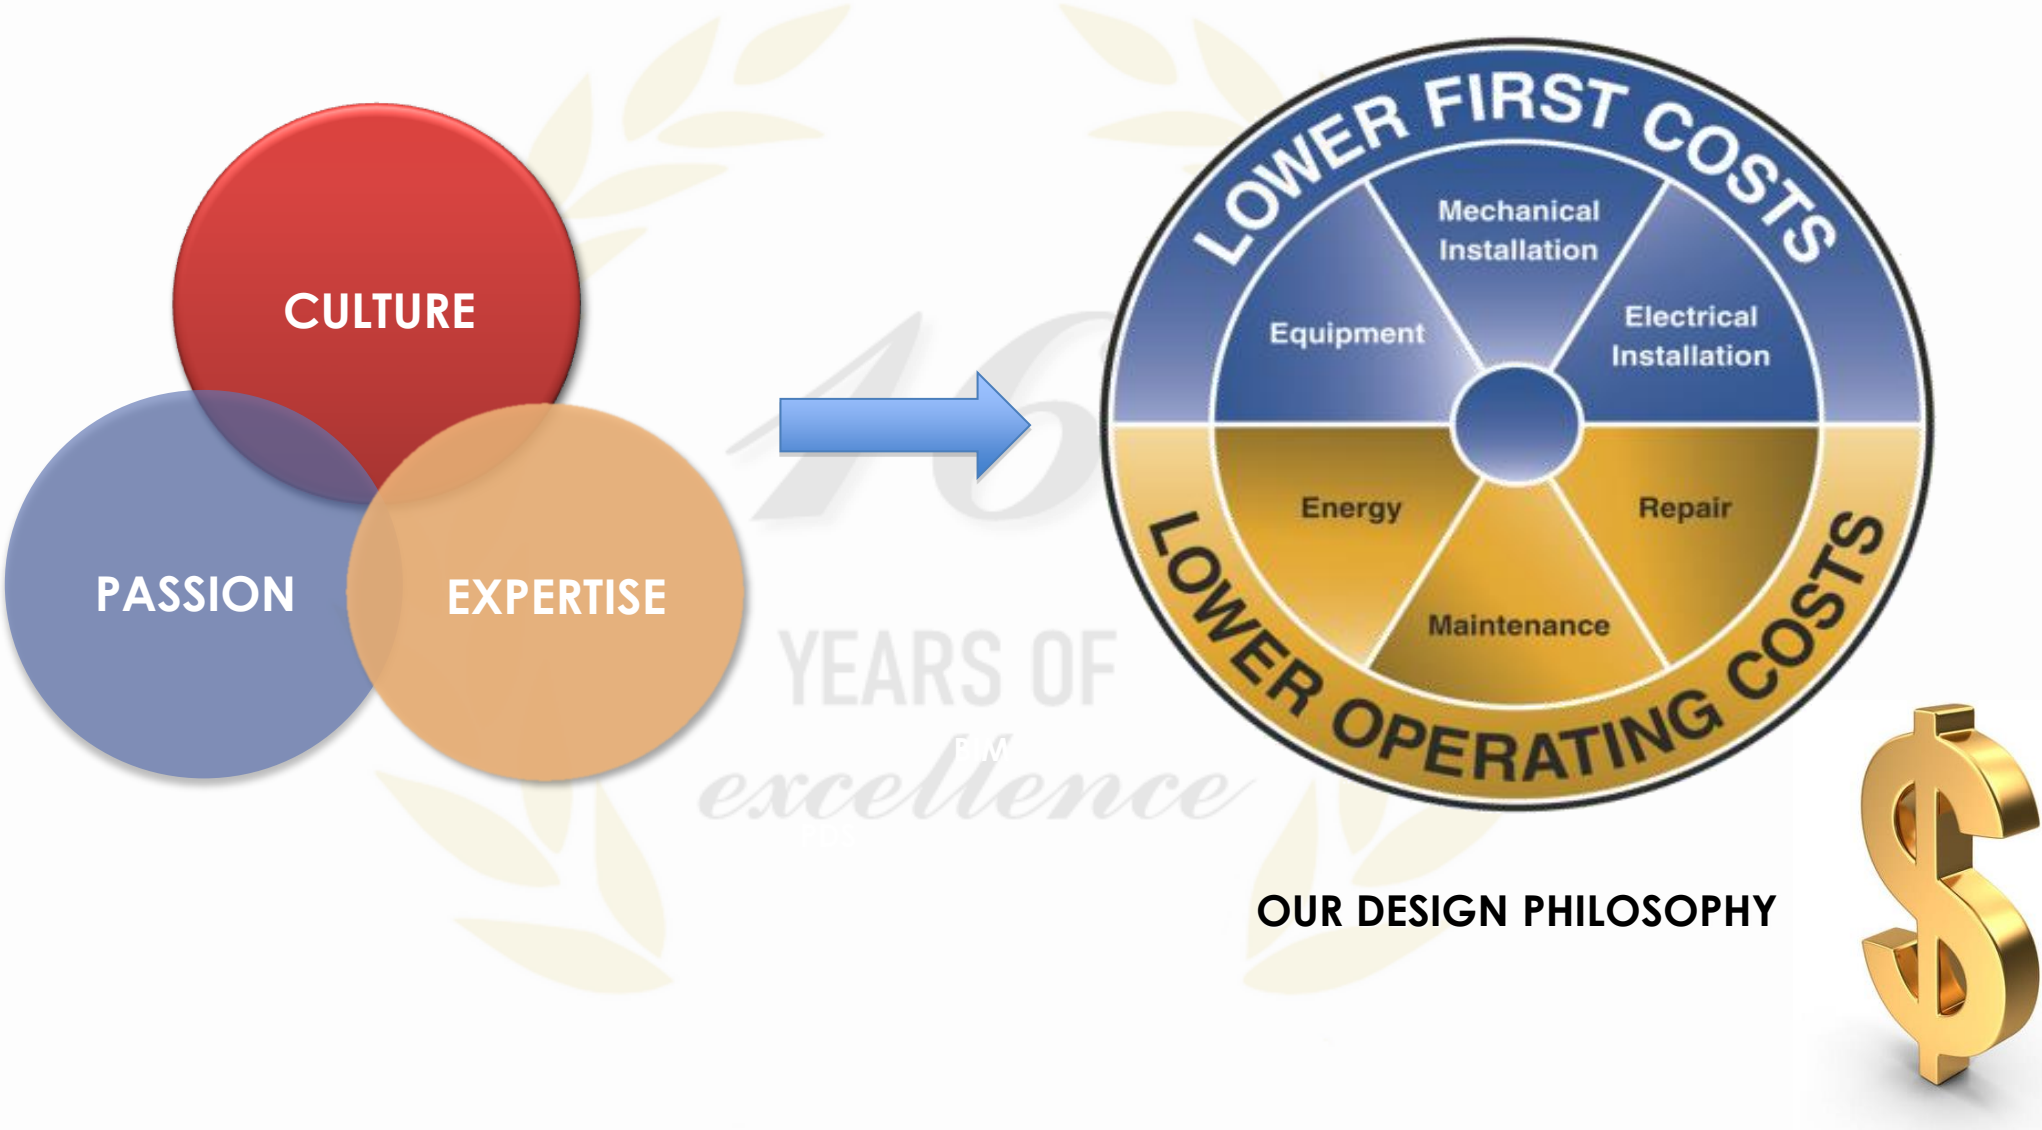 CULTURE
PASSION
EXPERTISE
16
YEARS OF
excellence
LOWER FIRST COSTS
Mechanical
Installation
Equipment
Electrical
Installation
Energy
Repair
Maintenance
LOWER OPERATING COSTS
OUR DESIGN PHILOSOPHY
$